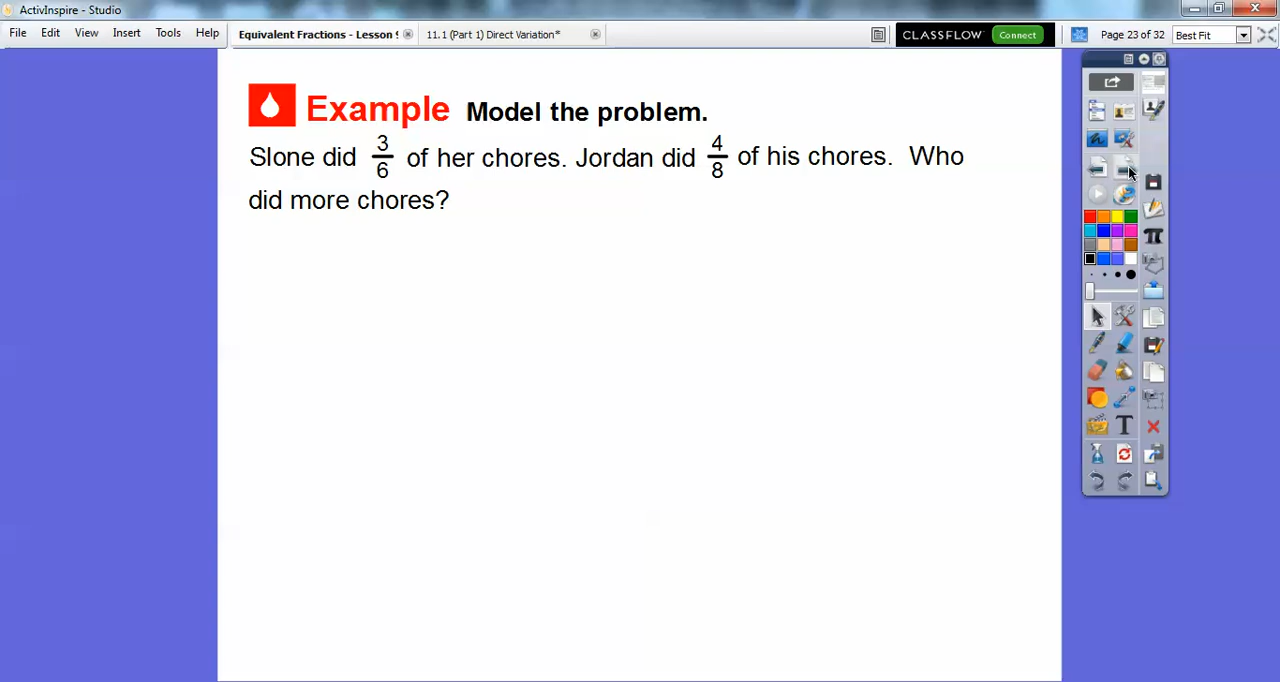 ActivInspire - Studio
File Edit View Insert Tools Help
Equivalent Fractions - Lesson 9
11.1 (Part 1) Direct Variation*
CLASSFLOW Connect
Page 23 of 32
Best Fit
Example Model the problem.
Slone did 3/6 of her chores. Jordan did 4/8 of his chores. Who
did more chores?